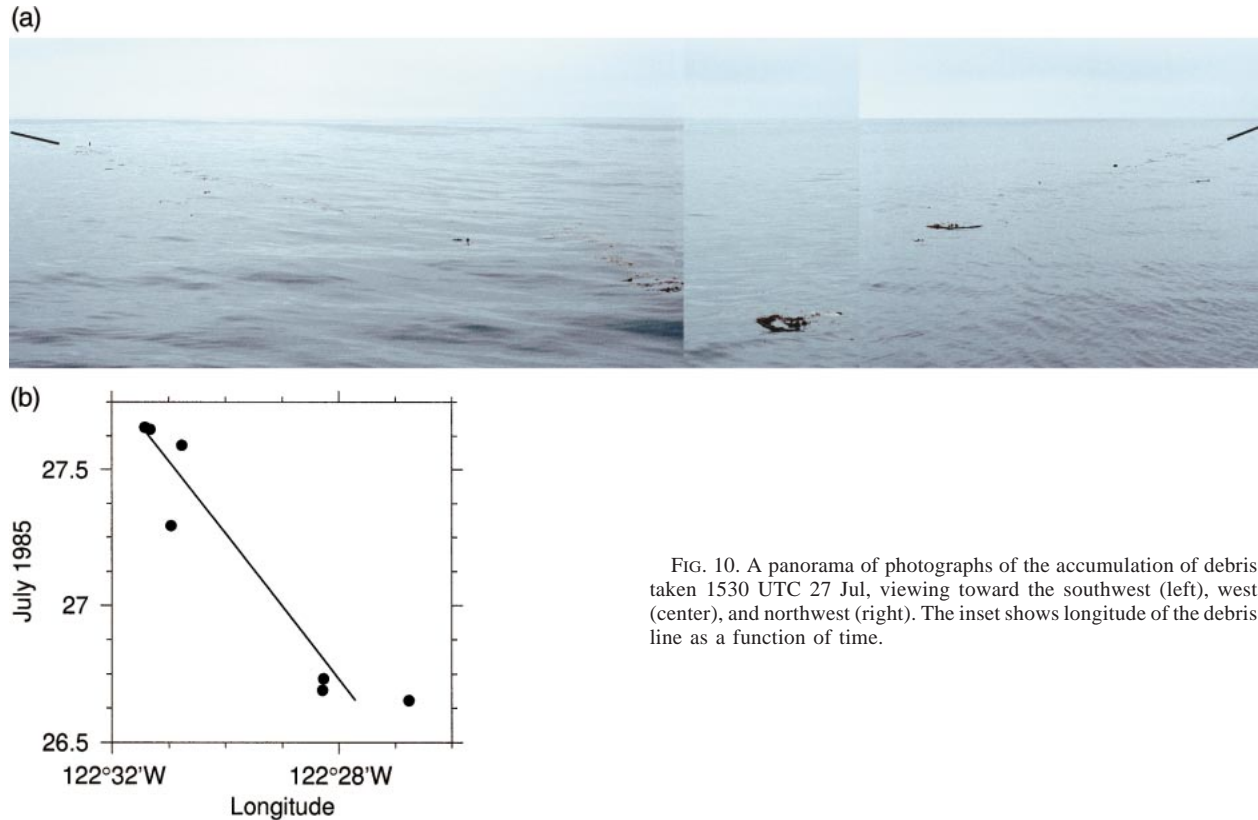 (a)
(b)
27.5
27
26.5
July 1985
122°32'W
122°28'W
Longitude
FIG. 10. A panorama of photographs of the accumulation of debris
taken 1530 UTC 27 Jul, viewing toward the southwest (left), west
(center), and northwest (right). The inset shows longitude of the debris
line as a function of time.